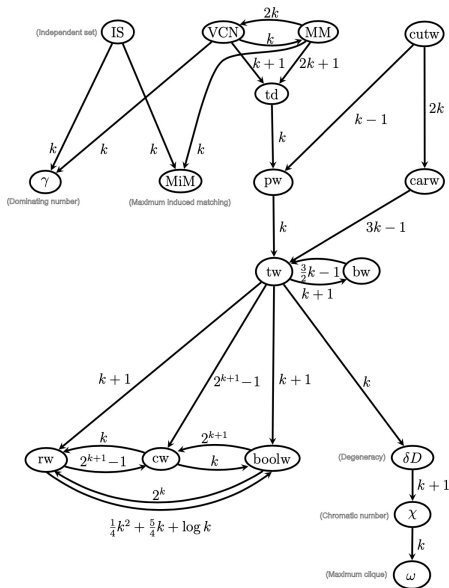 2k
(Independent set) IS VCN MM cutw
k
k+1 2k+1
td
k−1 2k
k k k k k
γ MiM pw carw
(Dominating number) (Maximum induced matching)
k 3k−1
tw 3/2k−1 bw
k+1
k+1 2^{k+1}−1 k+1 k
k 2^{k+1}
rw cw boolw (Degeneracy) δD
2^{k+1}−1 k
k+1
2^k
(Chromatic number) χ
1/4k^2 + 5/4k + log k
k
(Maximum clique) ω